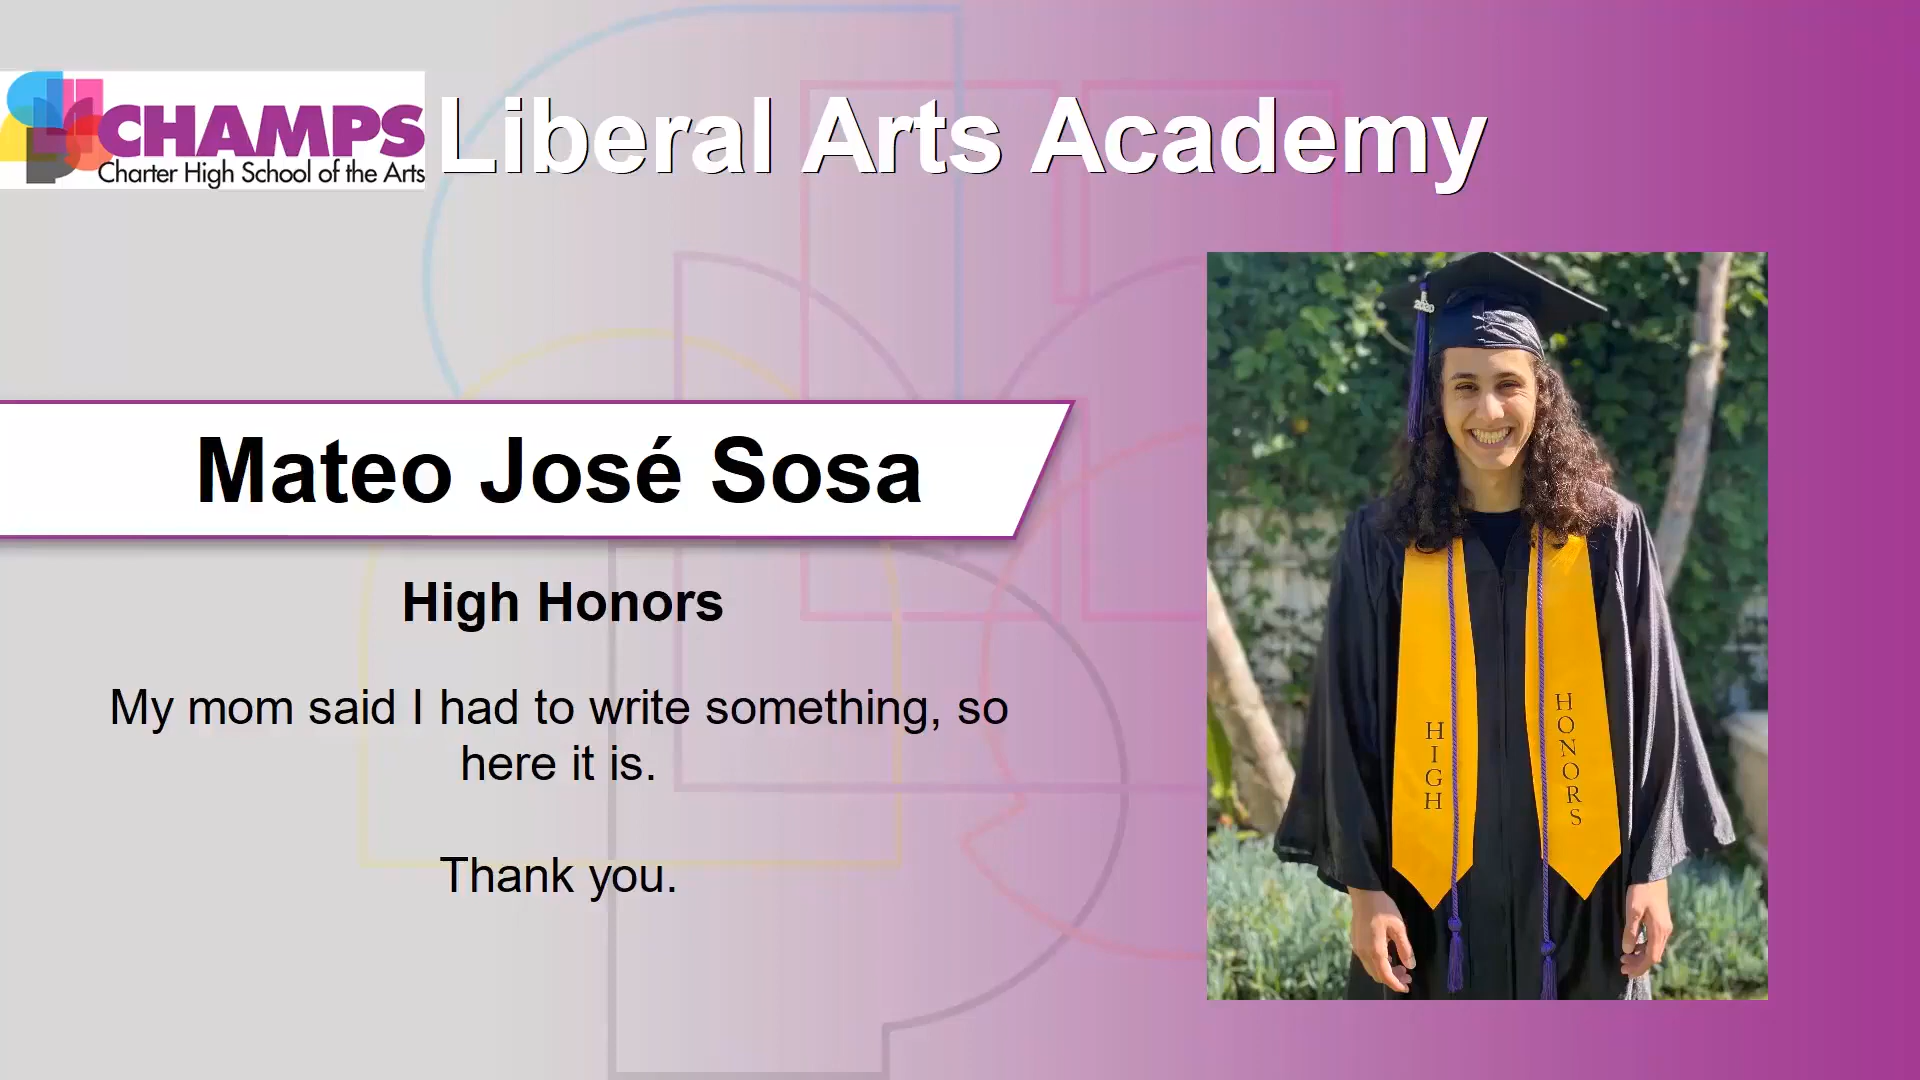 CHAMPS
Charter High School of the Arts
Liberal Arts Academy
Mateo José Sosa
High Honors
My mom said I had to write something, so
here it is.
Thank you.
2020
HIGH
HONORS